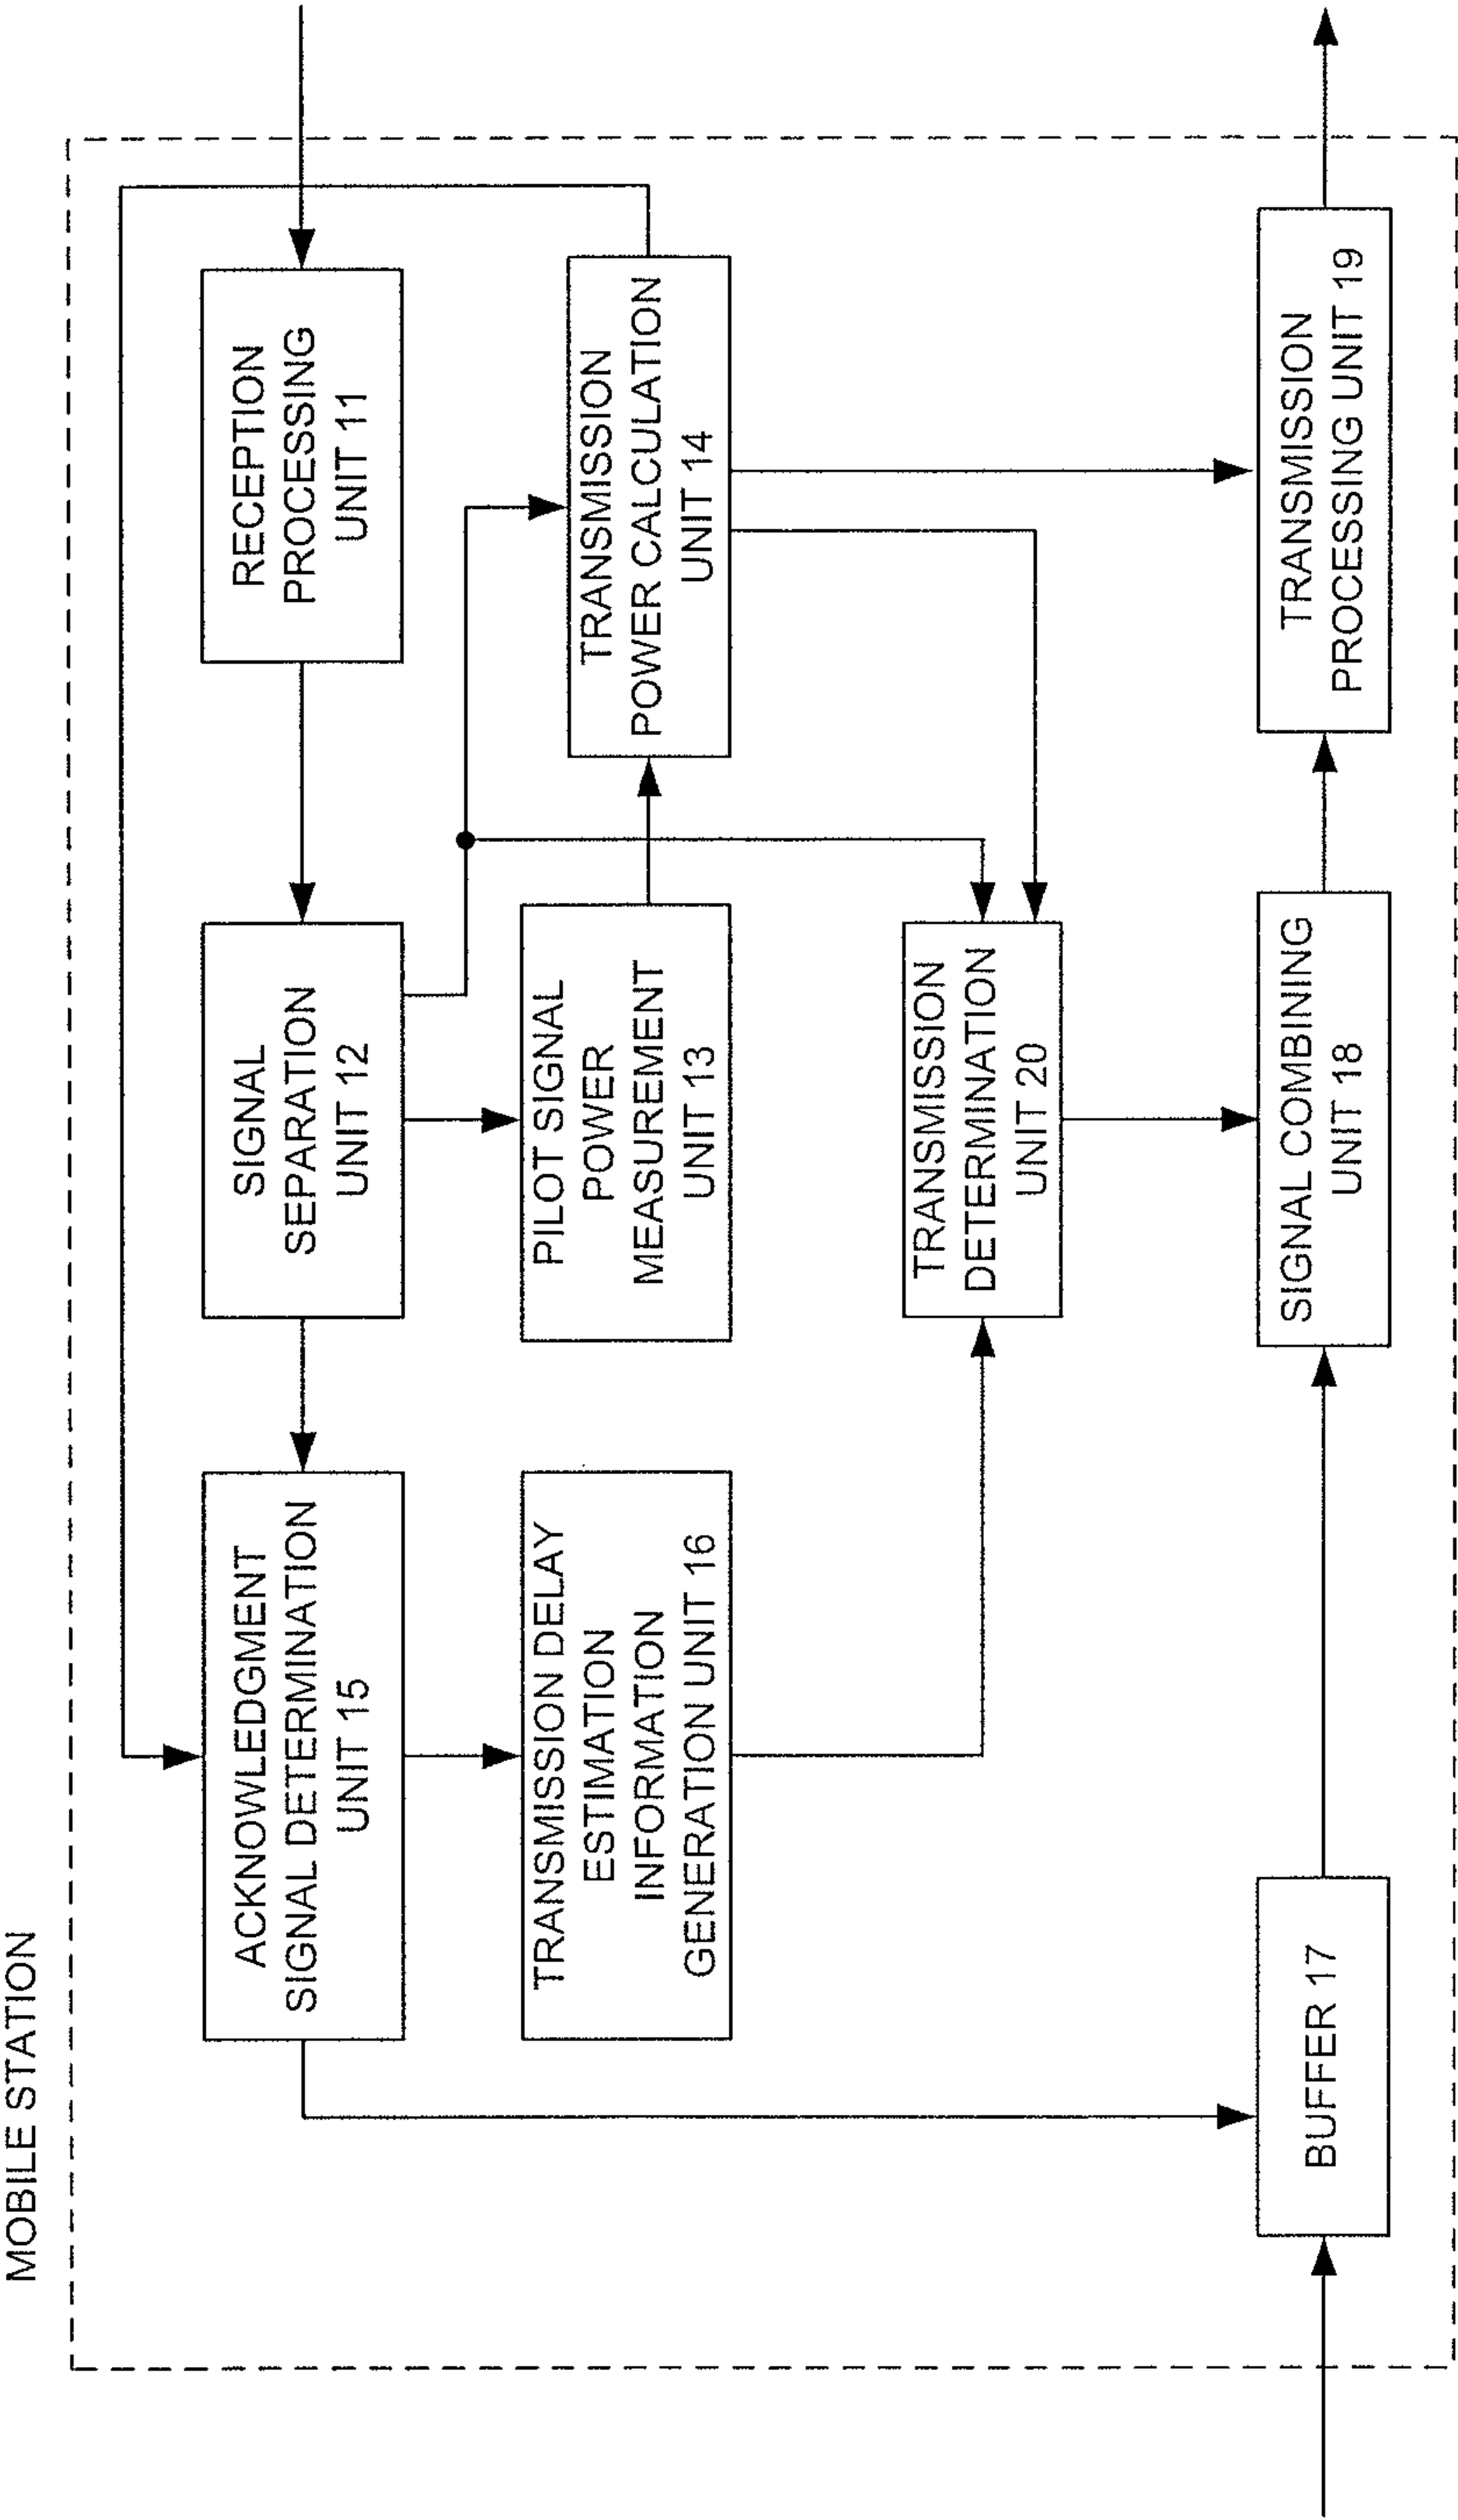 MOBILE STATION
ACKNOWLEDGMENT
SIGNAL DETERMINATION
UNIT 15
SIGNAL
SEPARATION
UNIT 12
RECEPTION
PROCESSING
UNIT 11
TRANSMISSION DELAY
ESTIMATION
INFORMATION
GENERATION UNIT 16
PILOT SIGNAL
POWER
MEASUREMENT
UNIT 13
TRANSMISSION
POWER CALCULATION
UNIT 14
TRANSMISSION
DETERMINATION
UNIT 20
BUFFER 17
SIGNAL COMBINING
UNIT 18
TRANSMISSION
PROCESSING UNIT 19